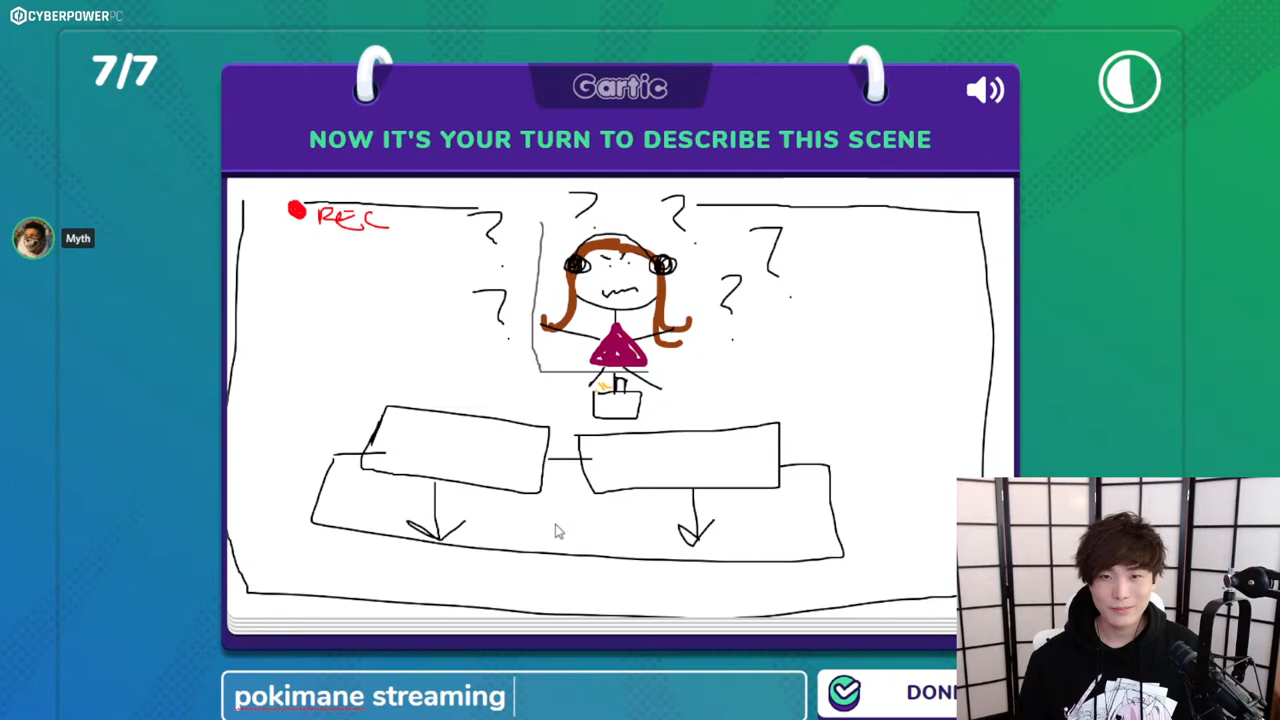 CYBERPOWERPC
7/7
Gartic
NOW IT'S YOUR TURN TO DESCRIBE THIS SCENE
REC
? ? ?
? ?
? ?
Myth
pokimane streaming
DON